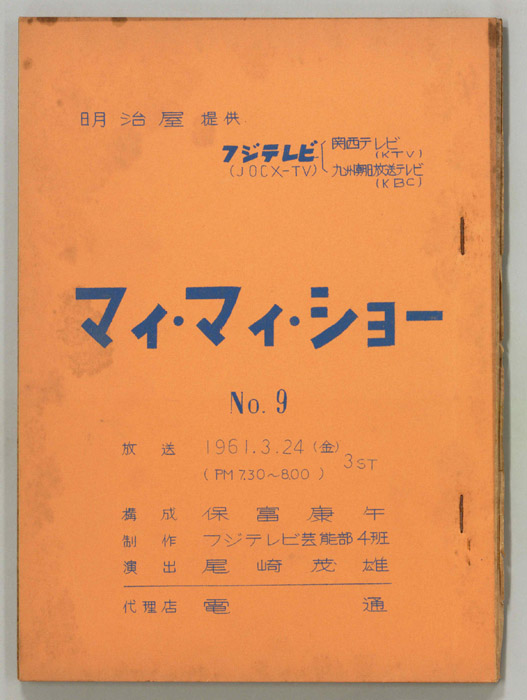 明治屋 提供
フジテレビ 関西テレビ
(JOCX-TV) (KTV)
九州朝日放送テレビ
(KBC)
マィ・マィ・ショー
No. 9
放送 1961.3.24(金)
(PM 7.30~8.00) 3ST
構成 保富康午
制作 フジテレビ芸能部4班
演出 尾崎茂雄
代理店 電通